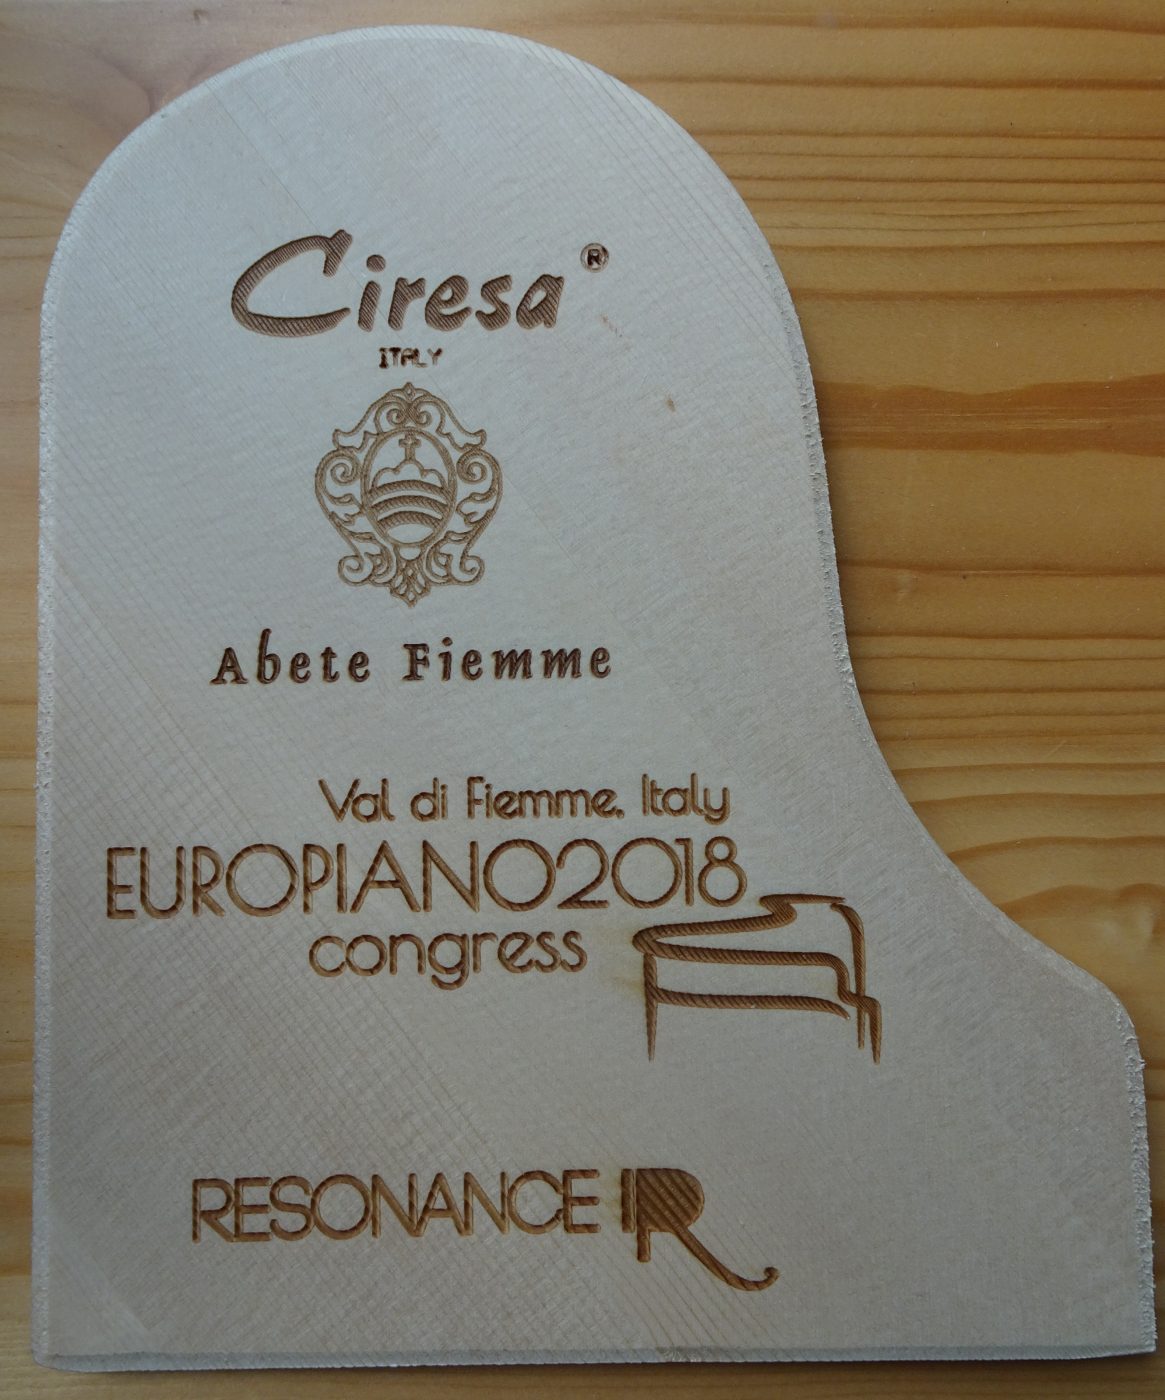 Ciresa ®
ITALY
Abete Fiemme
Val di Fiemme, Italy
EUROPIANO2018
congress
RESONANCE R